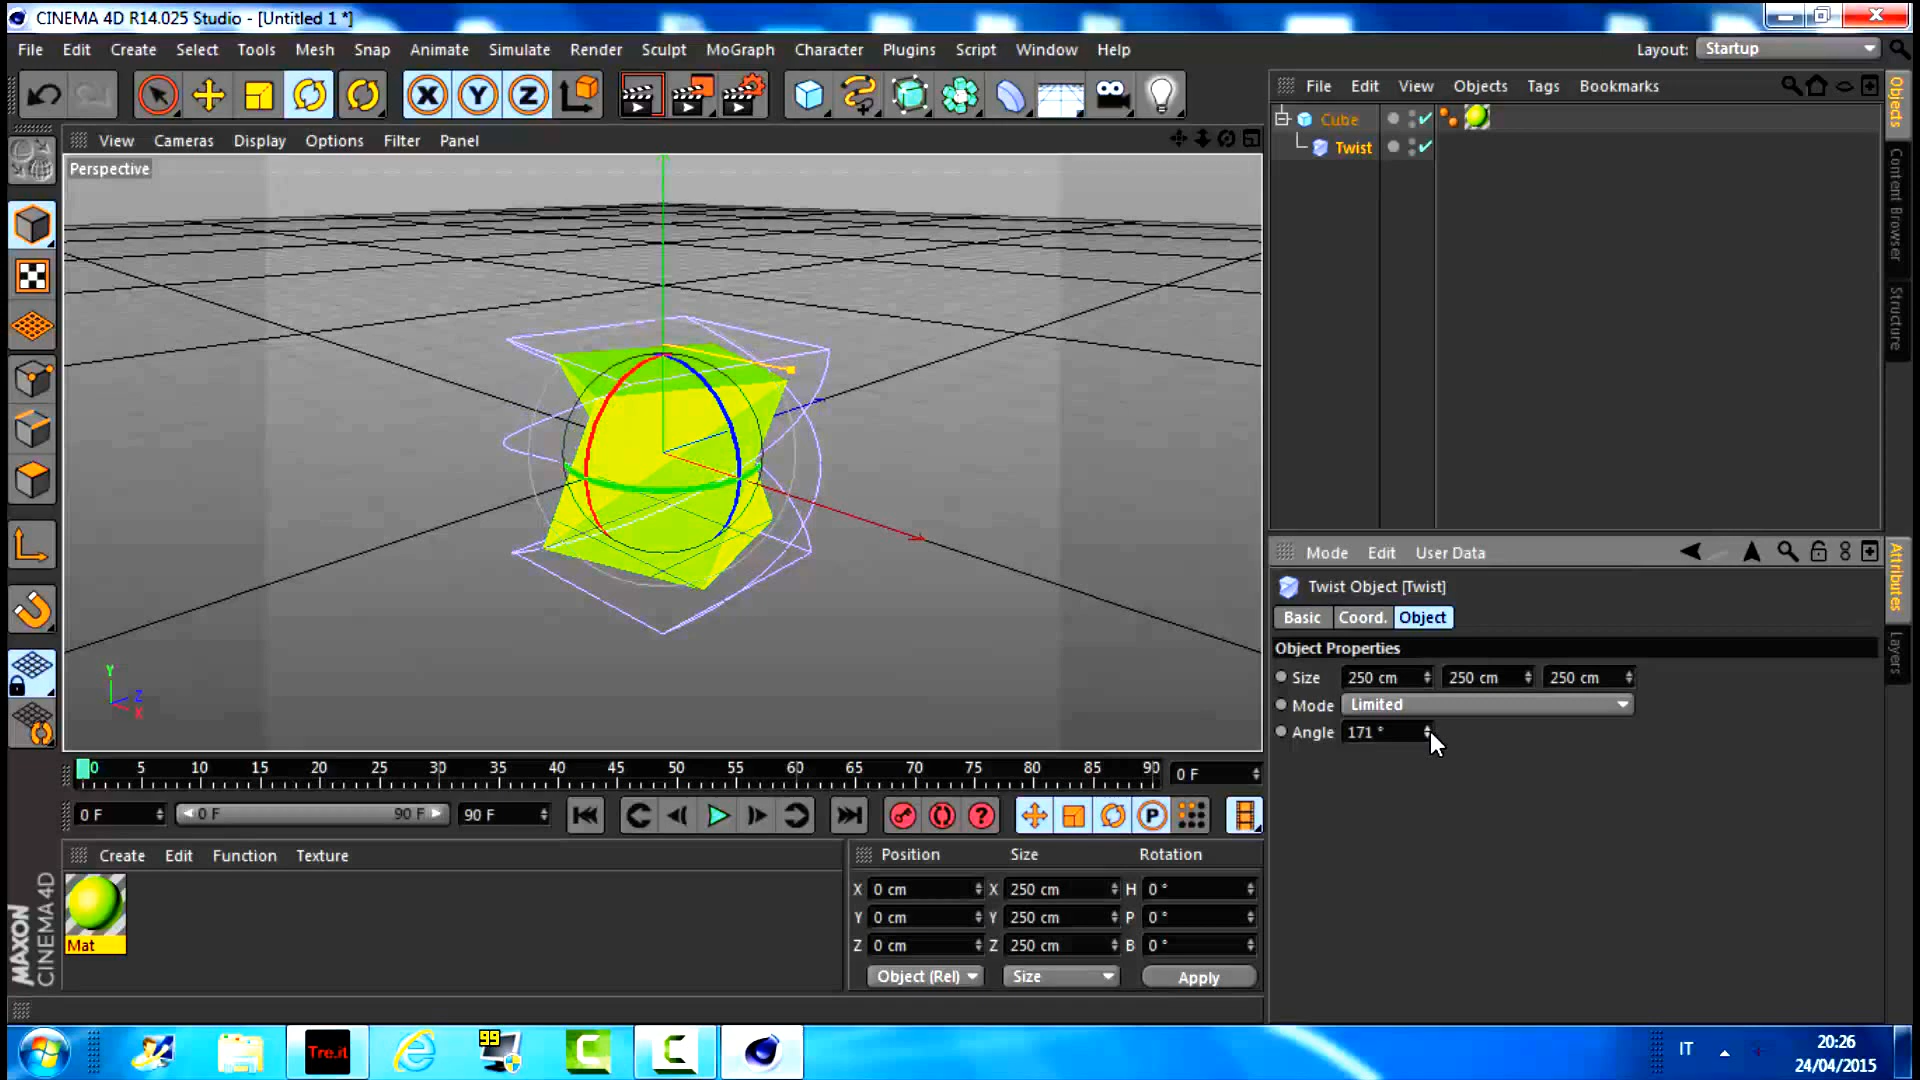 CINEMA 4D R14.025 Studio - [Untitled 1 *]
File Edit Create Select Tools Mesh Snap Animate Simulate Render Sculpt MoGraph Character Plugins Script Window Help
Layout: Startup
X Y Z
File Edit View Objects Tags Bookmarks
Objects
Content Browser
Structure
Cube
Twist
View Cameras Display Options Filter Panel
Perspective
Y
Z
X
Mode Edit User Data
Attributes
Layers
Twist Object [Twist]
Basic Coord. Object
Object Properties
Size 250 cm 250 cm 250 cm
Mode Limited
Angle 171 °
0 5 10 15 20 25 30 35 40 45 50 55 60 65 70 75 80 85 90 0 F
0 F 0 F 90 F 90 F ? P
Create Edit Function Texture
Mat
MAXON
CINEMA 4D
Position Size Rotation
X 0 cm X 250 cm H 0 °
Y 0 cm Y 250 cm P 0 °
Z 0 cm Z 250 cm B 0 °
Object (Rel) Size Apply
Tre.it
99
C
C
IT
20:26
24/04/2015